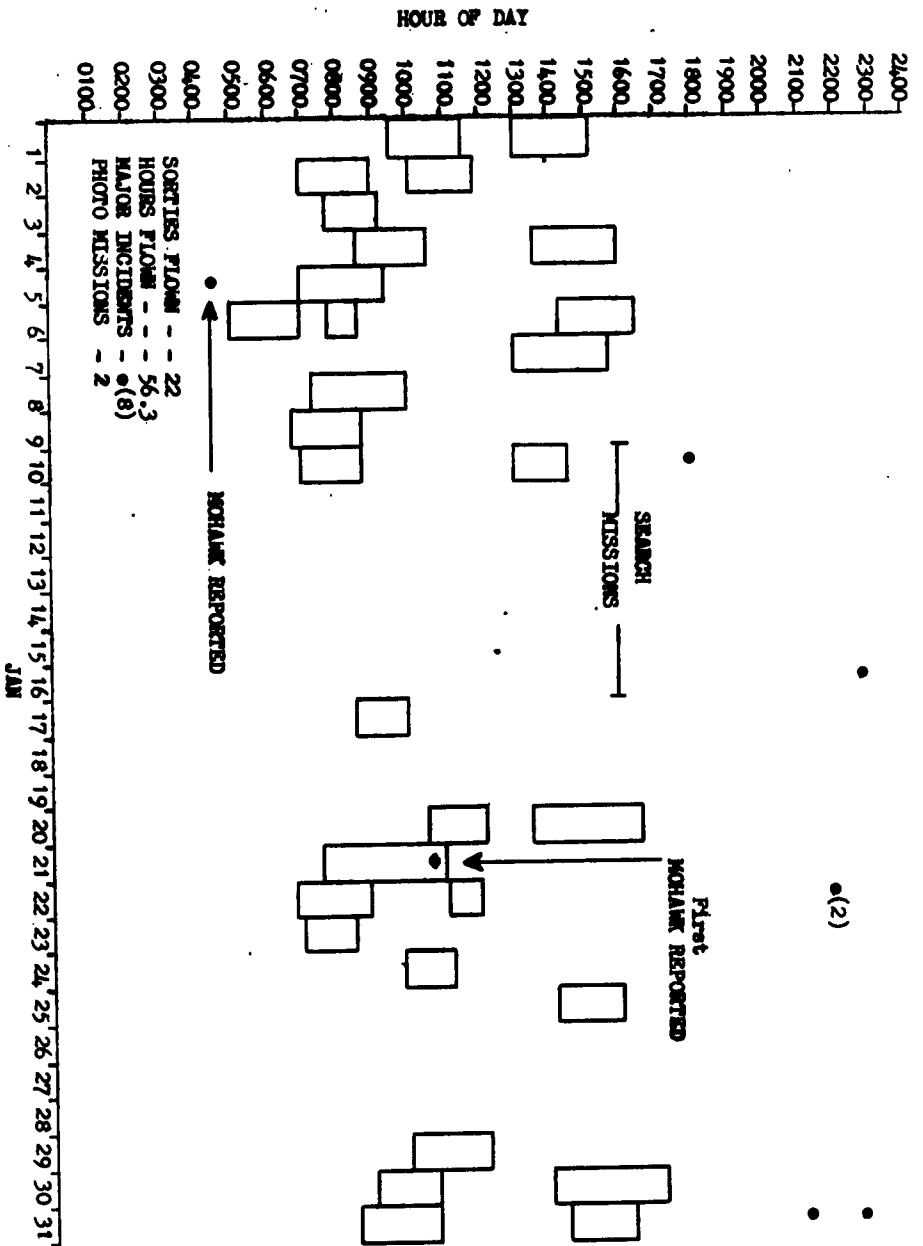 HOUR OF DAY
2400
2300
2200
2100
2000
1900
1800
1700
1600
1500
1400
1300
1200
1100
1000
0900
0800
0700
0600
0500
0400
0300
0200
0100
(2)
First
MOHAWK REPORTED
SEARCH
MISSIONS
MOHAWK REPORTED
SORTIES FLOWN - - 22
HOURS FLOWN - - - 56.3
MAJOR INCIDENTS - •(8)
PHOTO MISSIONS - 2
1 2 3 4 5 6 7 8 9 10 11 12 13 14 15 16 17 18 19 20 21 22 23 24 25 26 27 28 29 30 31
JAN